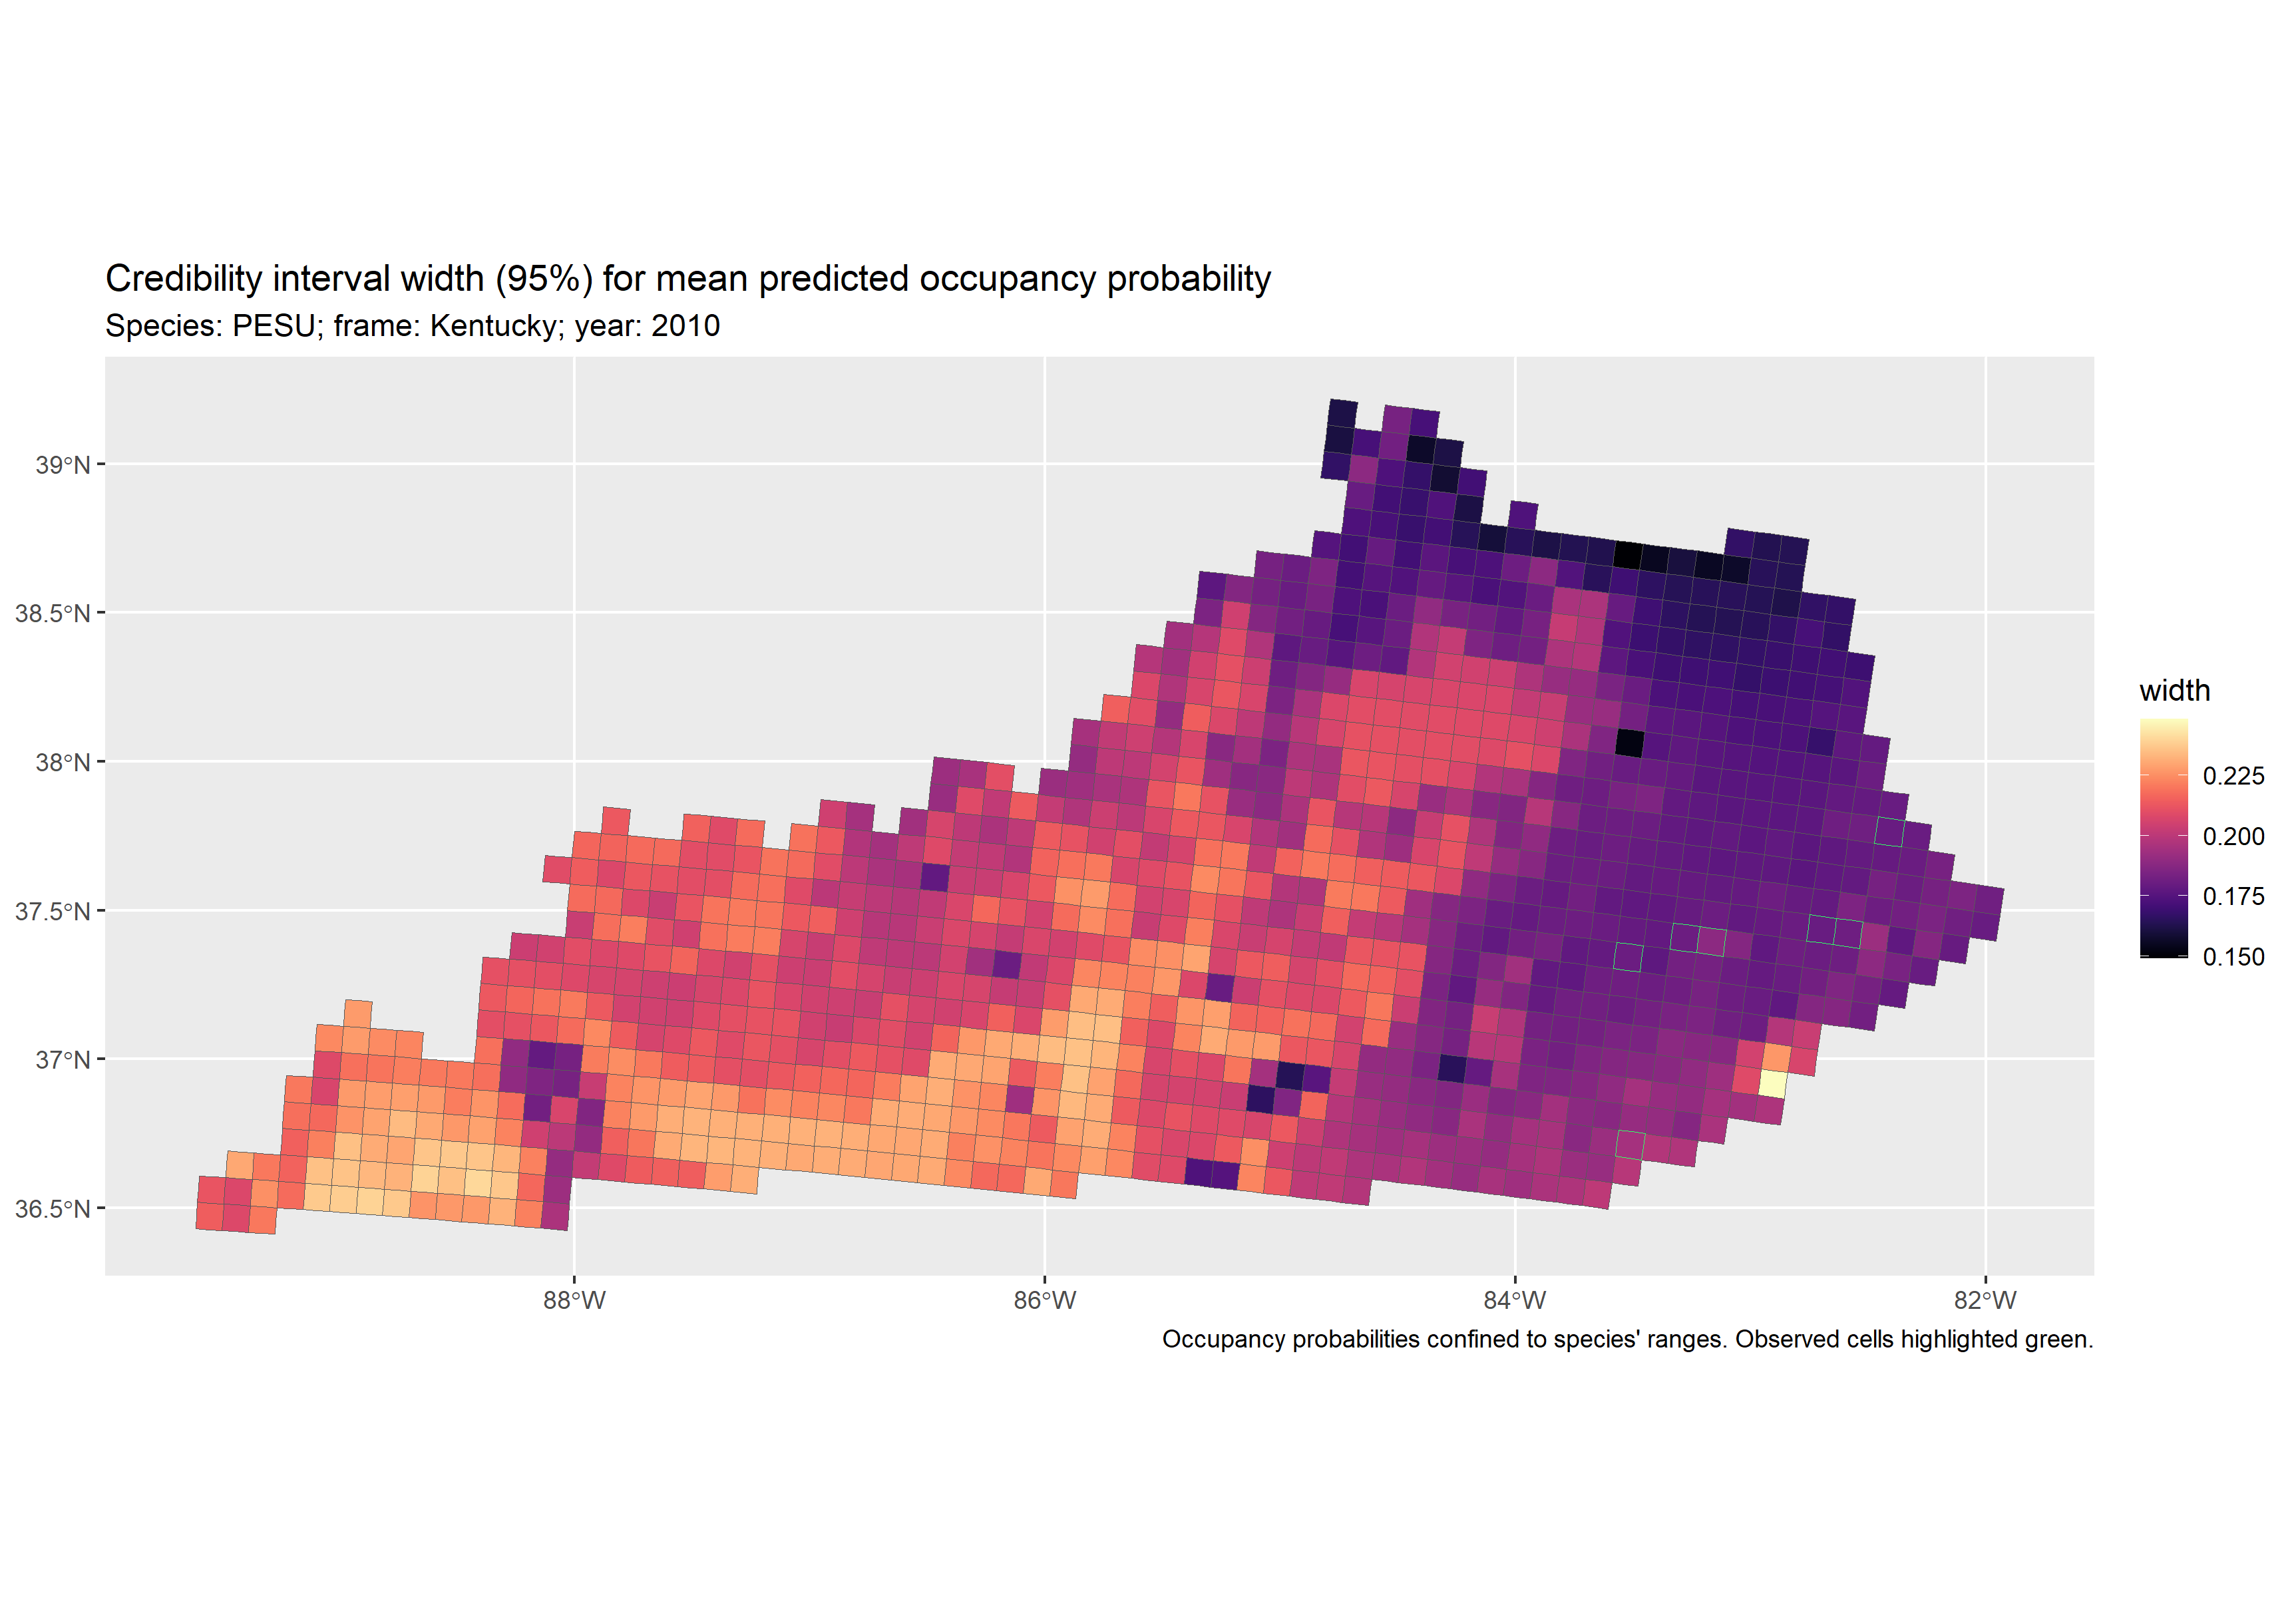 Credibility interval width (95%) for mean predicted occupancy probability
Species: PESU; frame: Kentucky; year: 2010
39°N
38.5°N
38°N
37.5°N
37°N
36.5°N
88°W
86°W
84°W
82°W
width
0.225
0.200
0.175
0.150
Occupancy probabilities confined to species' ranges. Observed cells highlighted green.